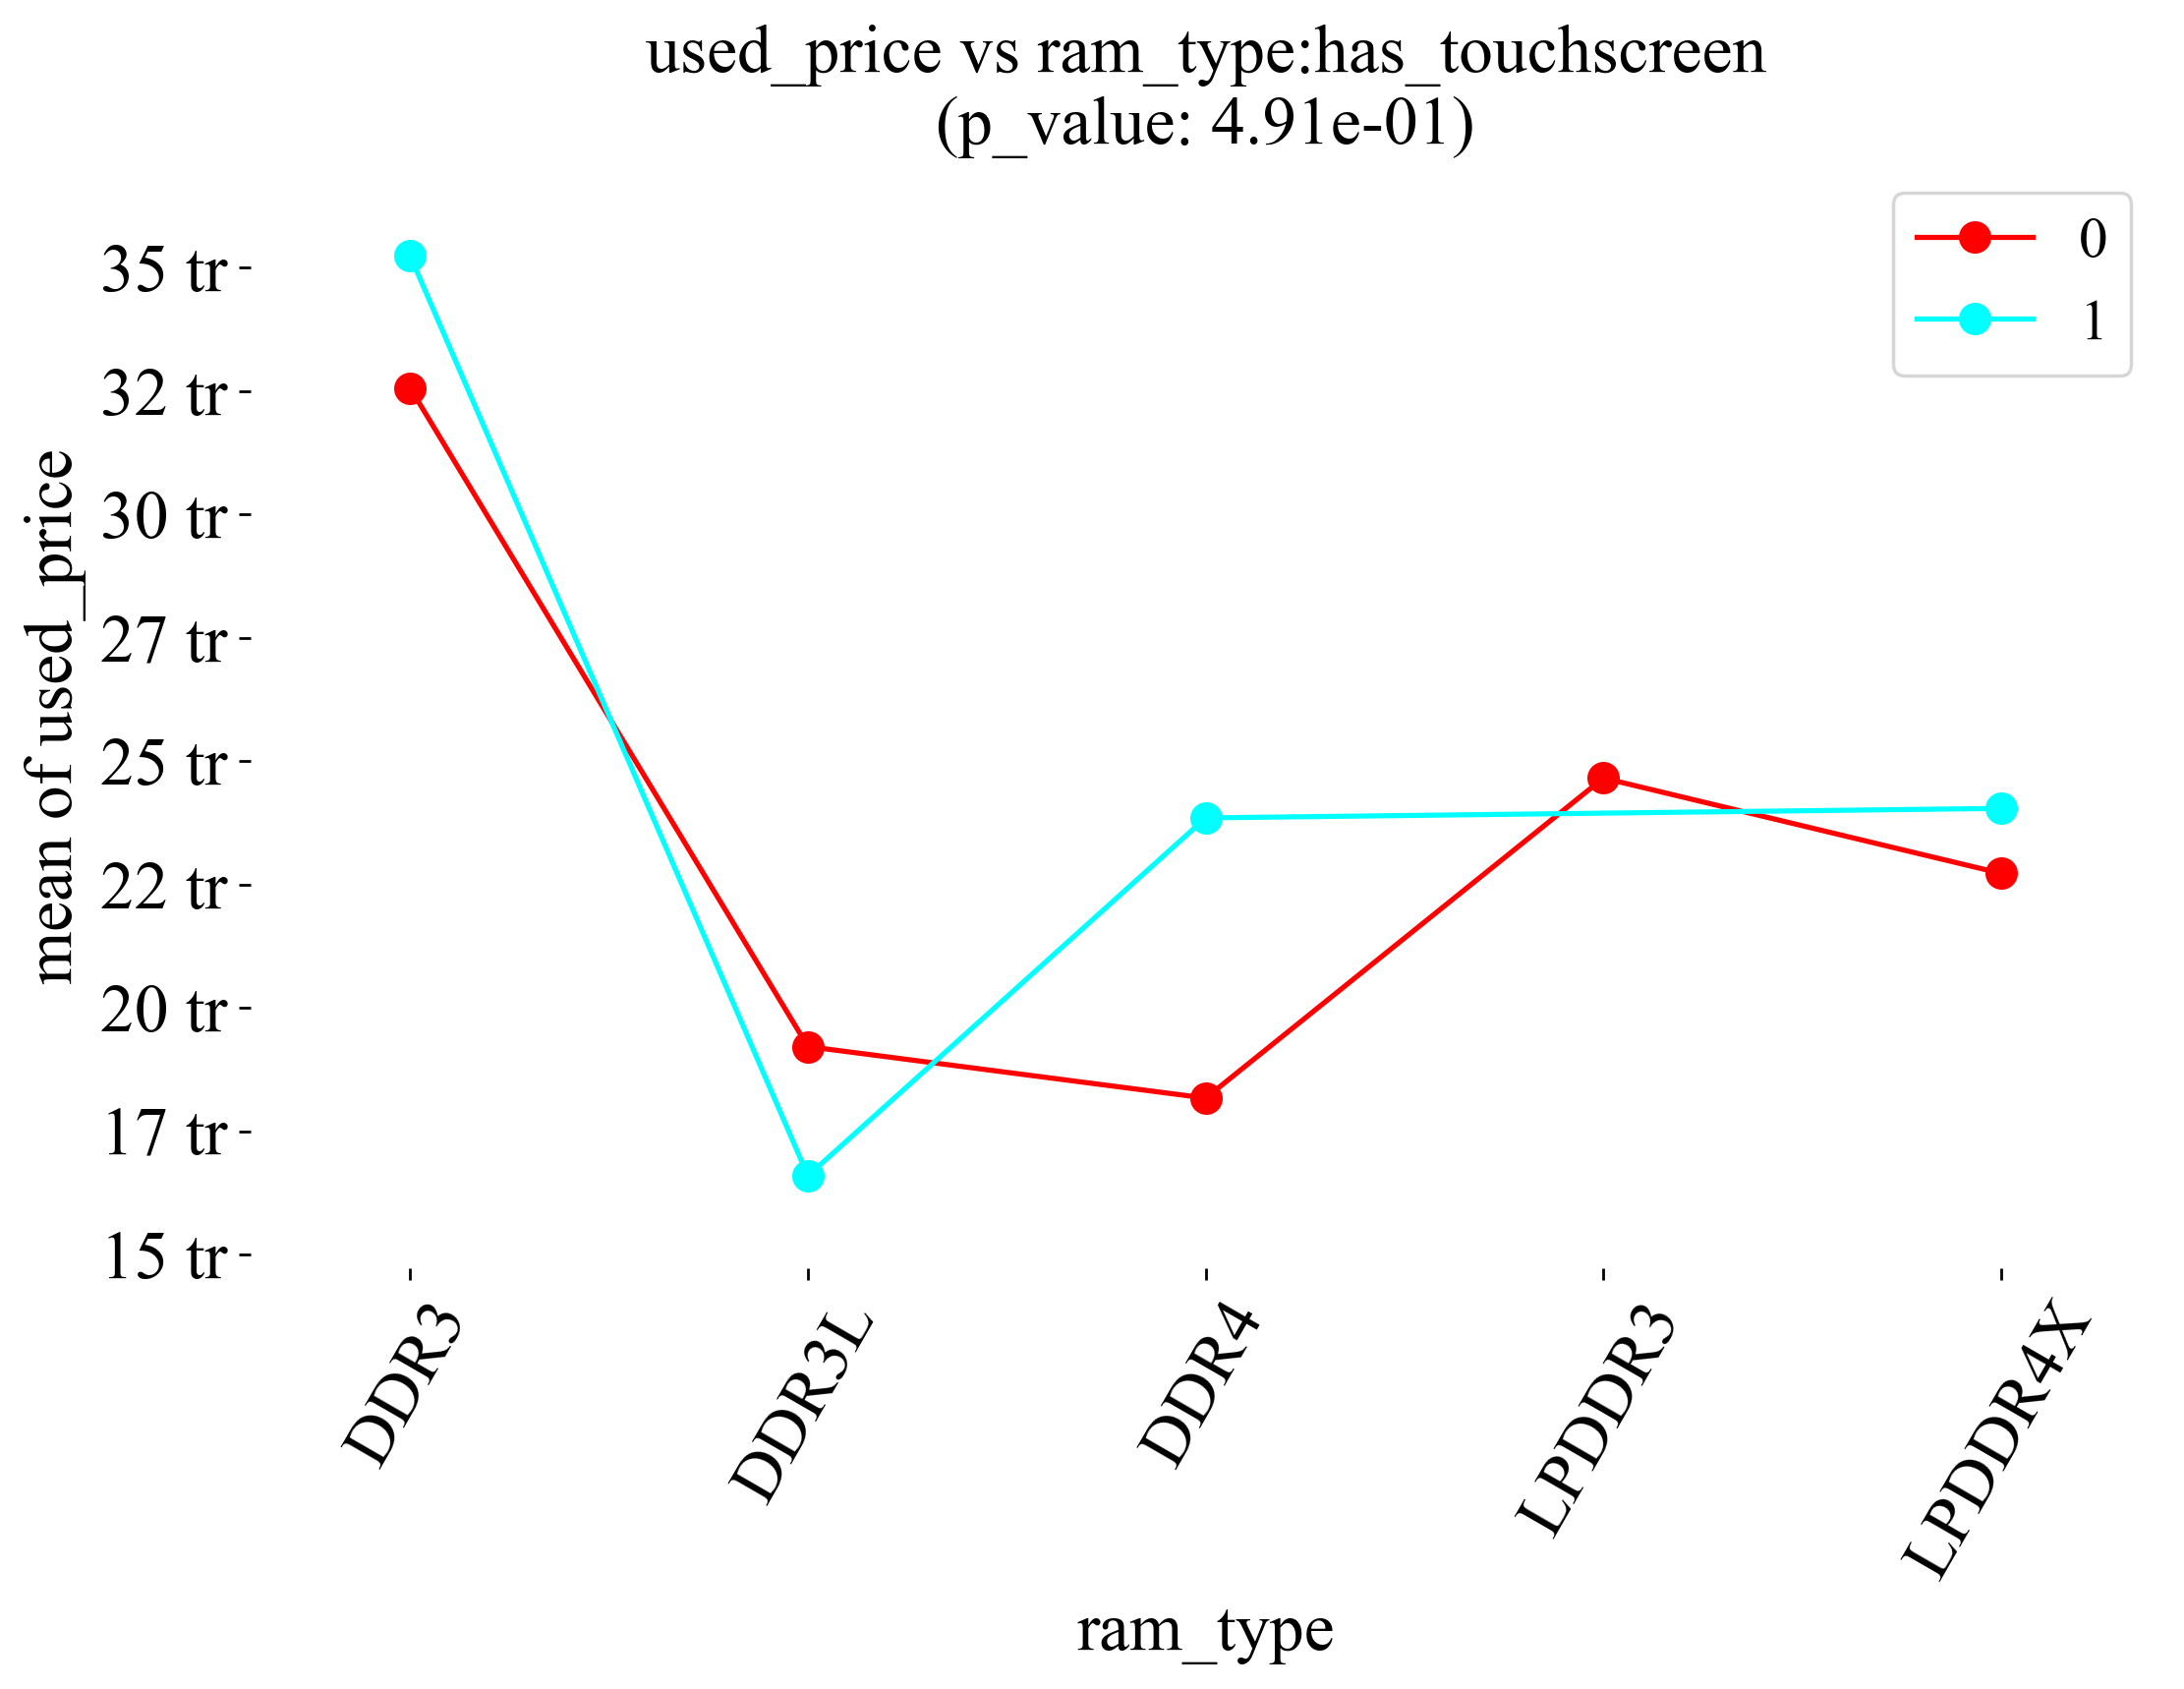 used_price vs ram_type:has_touchscreen
(p_value: 4.91e-01)
0
1
35 tr
32 tr
30 tr
27 tr
25 tr
22 tr
20 tr
17 tr
15 tr
mean of used_price
DDR3
DDR3L
DDR4
LPDDR3
LPDDR4X
ram_type